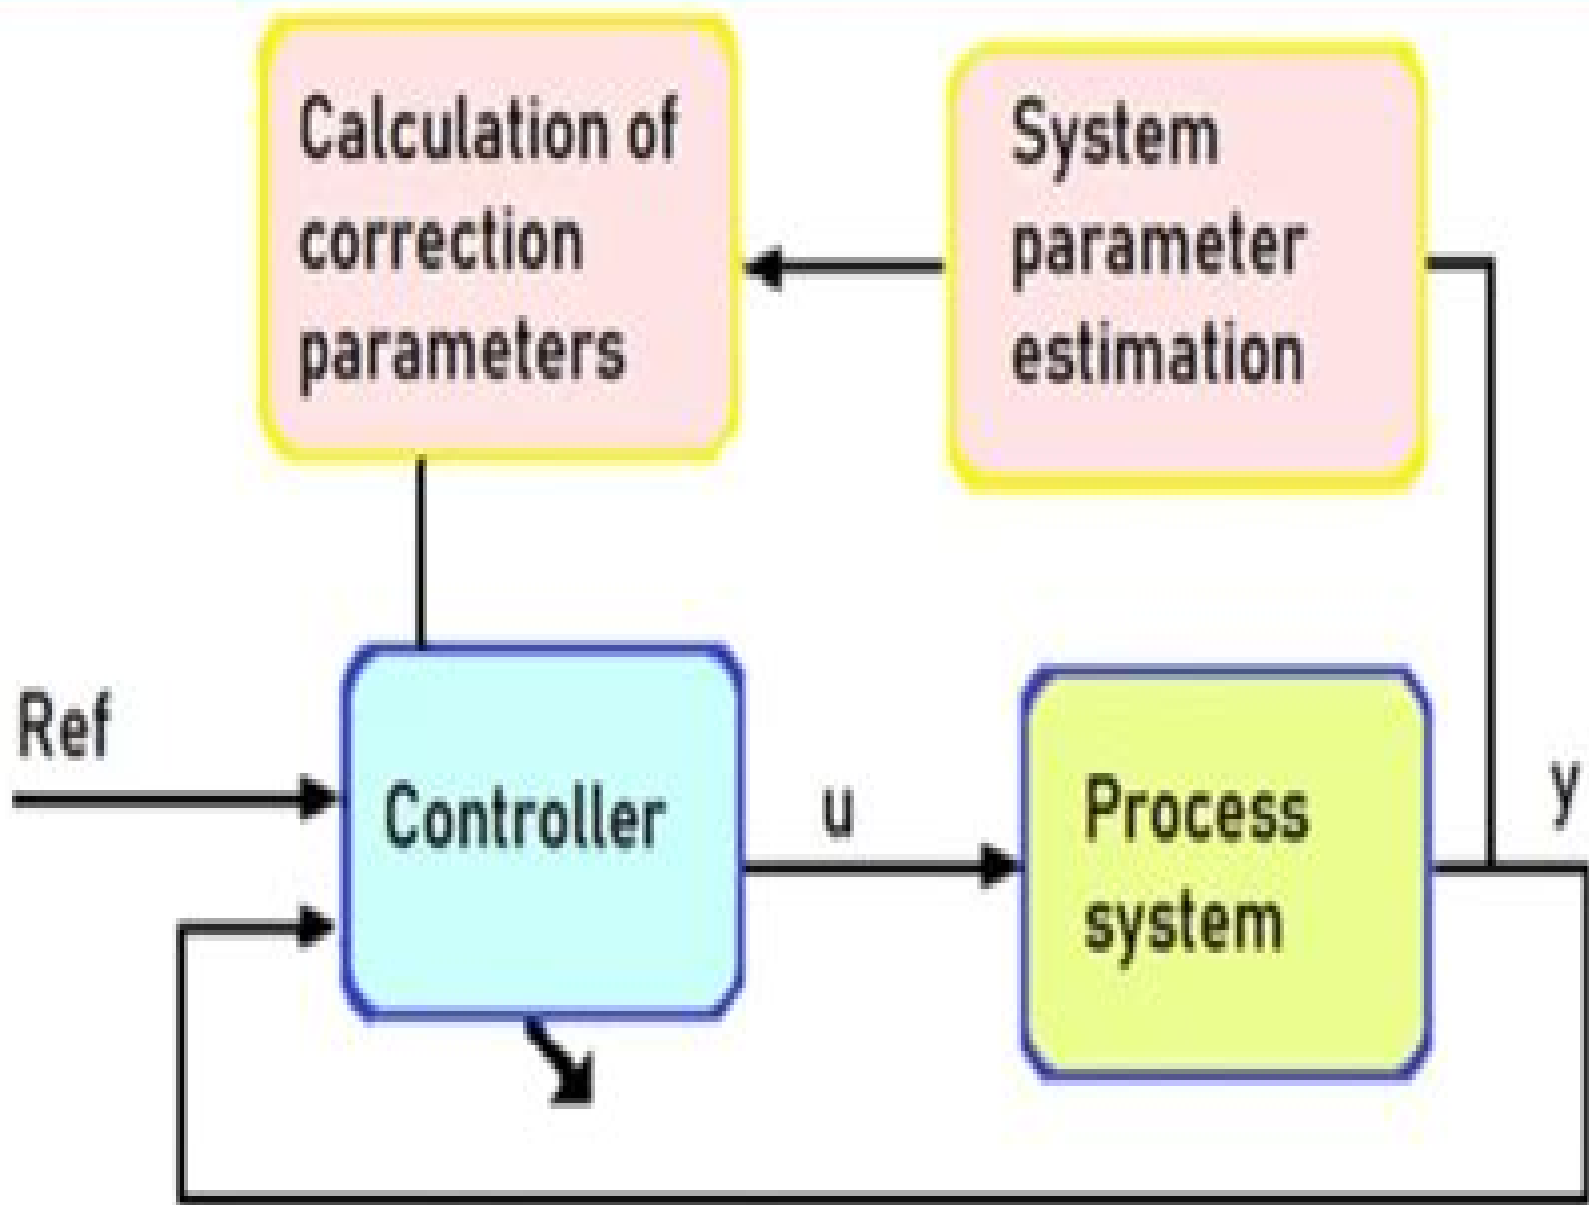 Calculation of
correction
parameters
System
parameter
estimation
Ref
Controller
u
Process
system
y